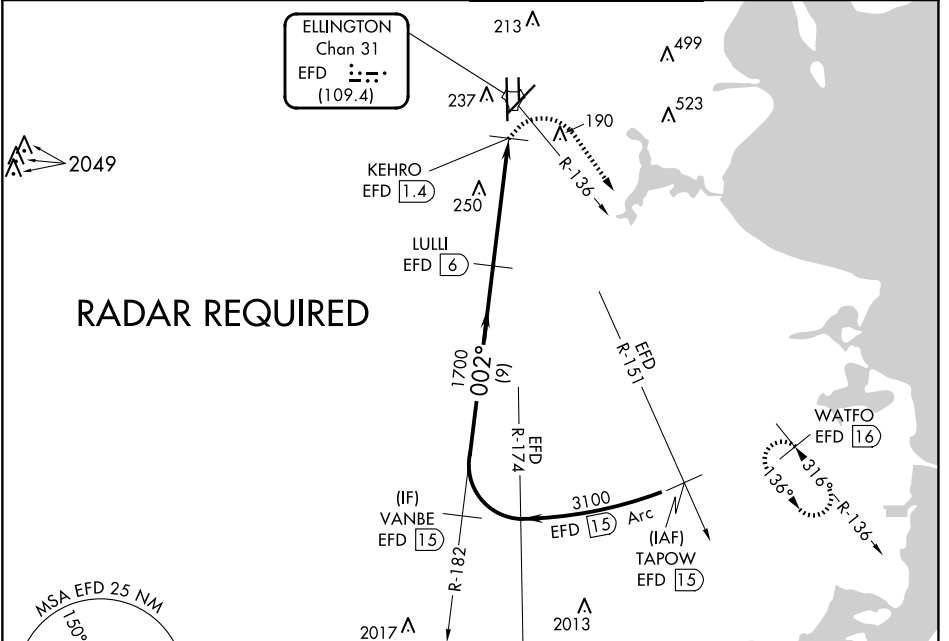 ELLINGTON
Chan 31
EFD
(109.4)
213
499
237
523
190
2049
KEHRO
EFD 1.4
R-136
250
LULLI
EFD 6
RADAR REQUIRED
1700
002°
(9)
EFD
R-151
EFD
R-174
WATFO
EFD 16
316°
136°
R-136
3100
EFD 15 Arc
(IF)
VANBE
EFD 15
(IAF)
TAPOW
EFD 15
R-182
MSA EFD 25 NM
150°
2017
2013